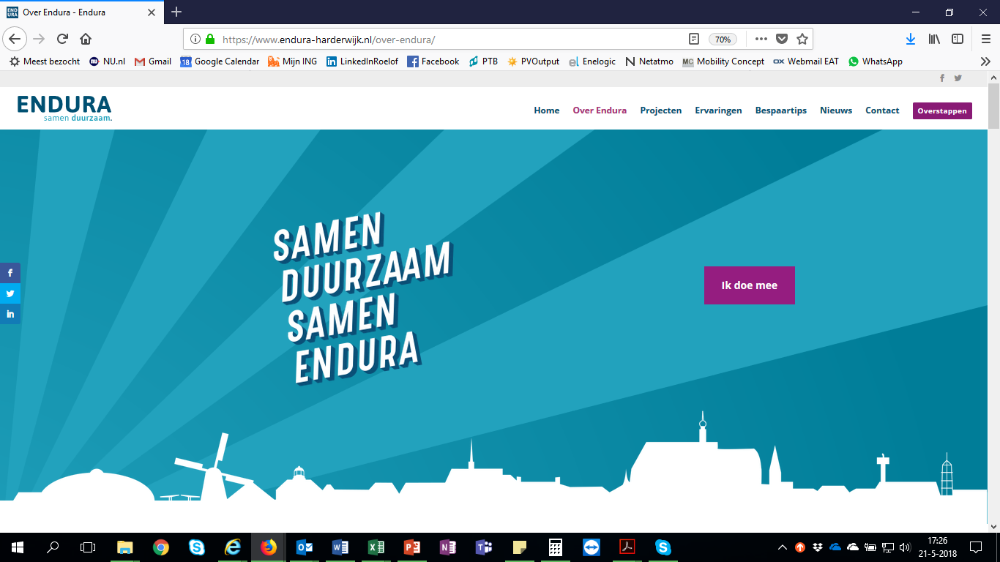 END
URA
Over Endura - Endura
https://www.endura-harderwijk.nl/over-endura/
70%
Meest bezocht
NU.nl
Gmail
18
Google Calendar
Mijn ING
LinkedInRoelof
Facebook
PTB
PVOutput
el Enelogic
N Netatmo
MC Mobility Concept
OX Webmail EAT
WhatsApp
ENDURA
samen duurzaam.
Home
Over Endura
Projecten
Ervaringen
Bespaartips
Nieuws
Contact
Overstappen
SAMEN
DUURZAAM
SAMEN
ENDURA
Ik doe mee
17:26
21-5-2018